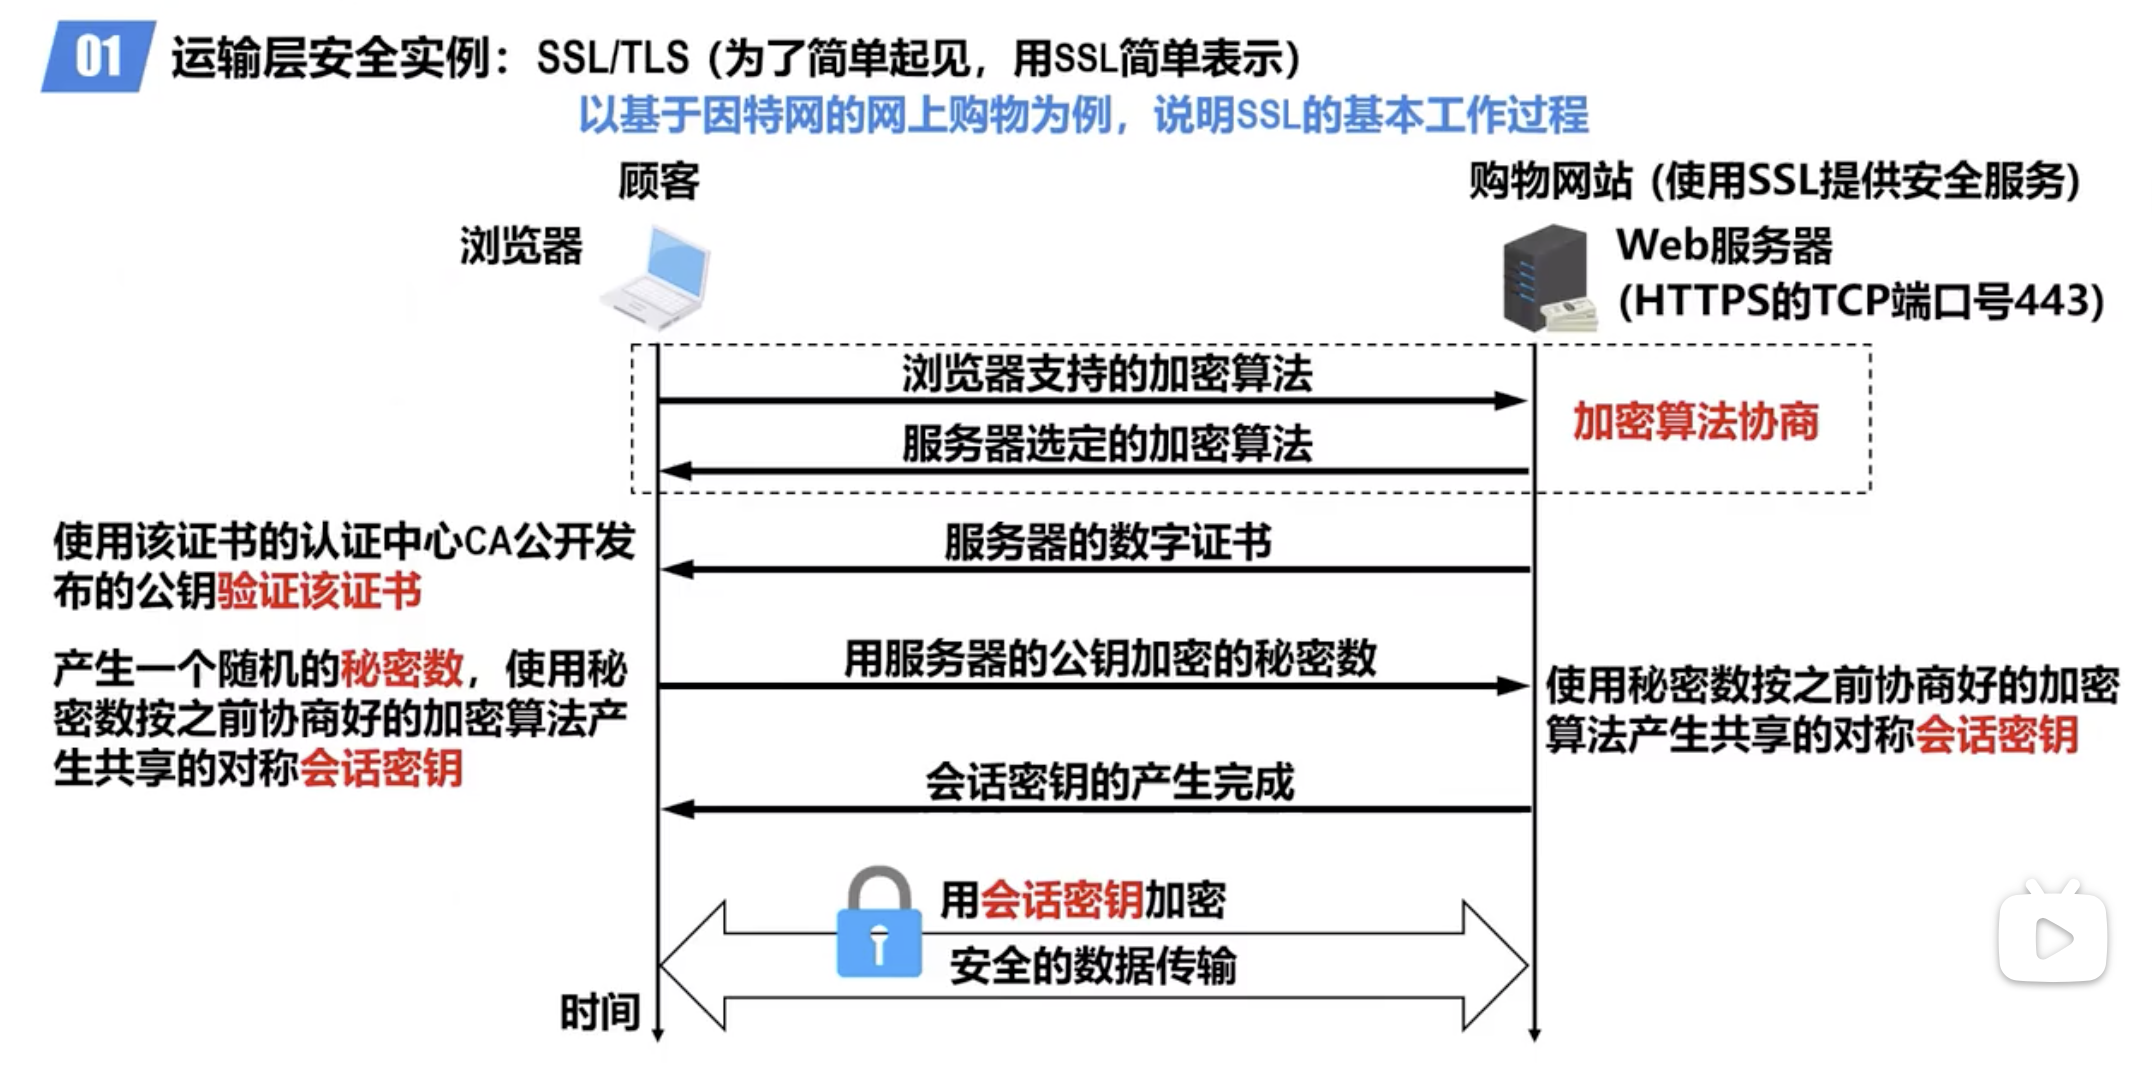 01 运输层安全实例：SSL/TLS（为了简单起见，用SSL简单表示）
以基于因特网的网上购物为例，说明SSL的基本工作过程
顾客
购物网站 (使用SSL提供安全服务)
浏览器
Web服务器
(HTTPS的TCP端口号443)
浏览器支持的加密算法
加密算法协商
服务器选定的加密算法
使用该证书的认证中心CA公开发
布的公钥验证该证书
服务器的数字证书
产生一个随机的秘密数，使用秘
密数按之前协商好的加密算法产
生共享的对称会话密钥
用服务器的公钥加密的秘密数
使用秘密数按之前协商好的加密
算法产生共享的对称会话密钥
会话密钥的产生完成
用会话密钥加密
安全的数据传输
时间